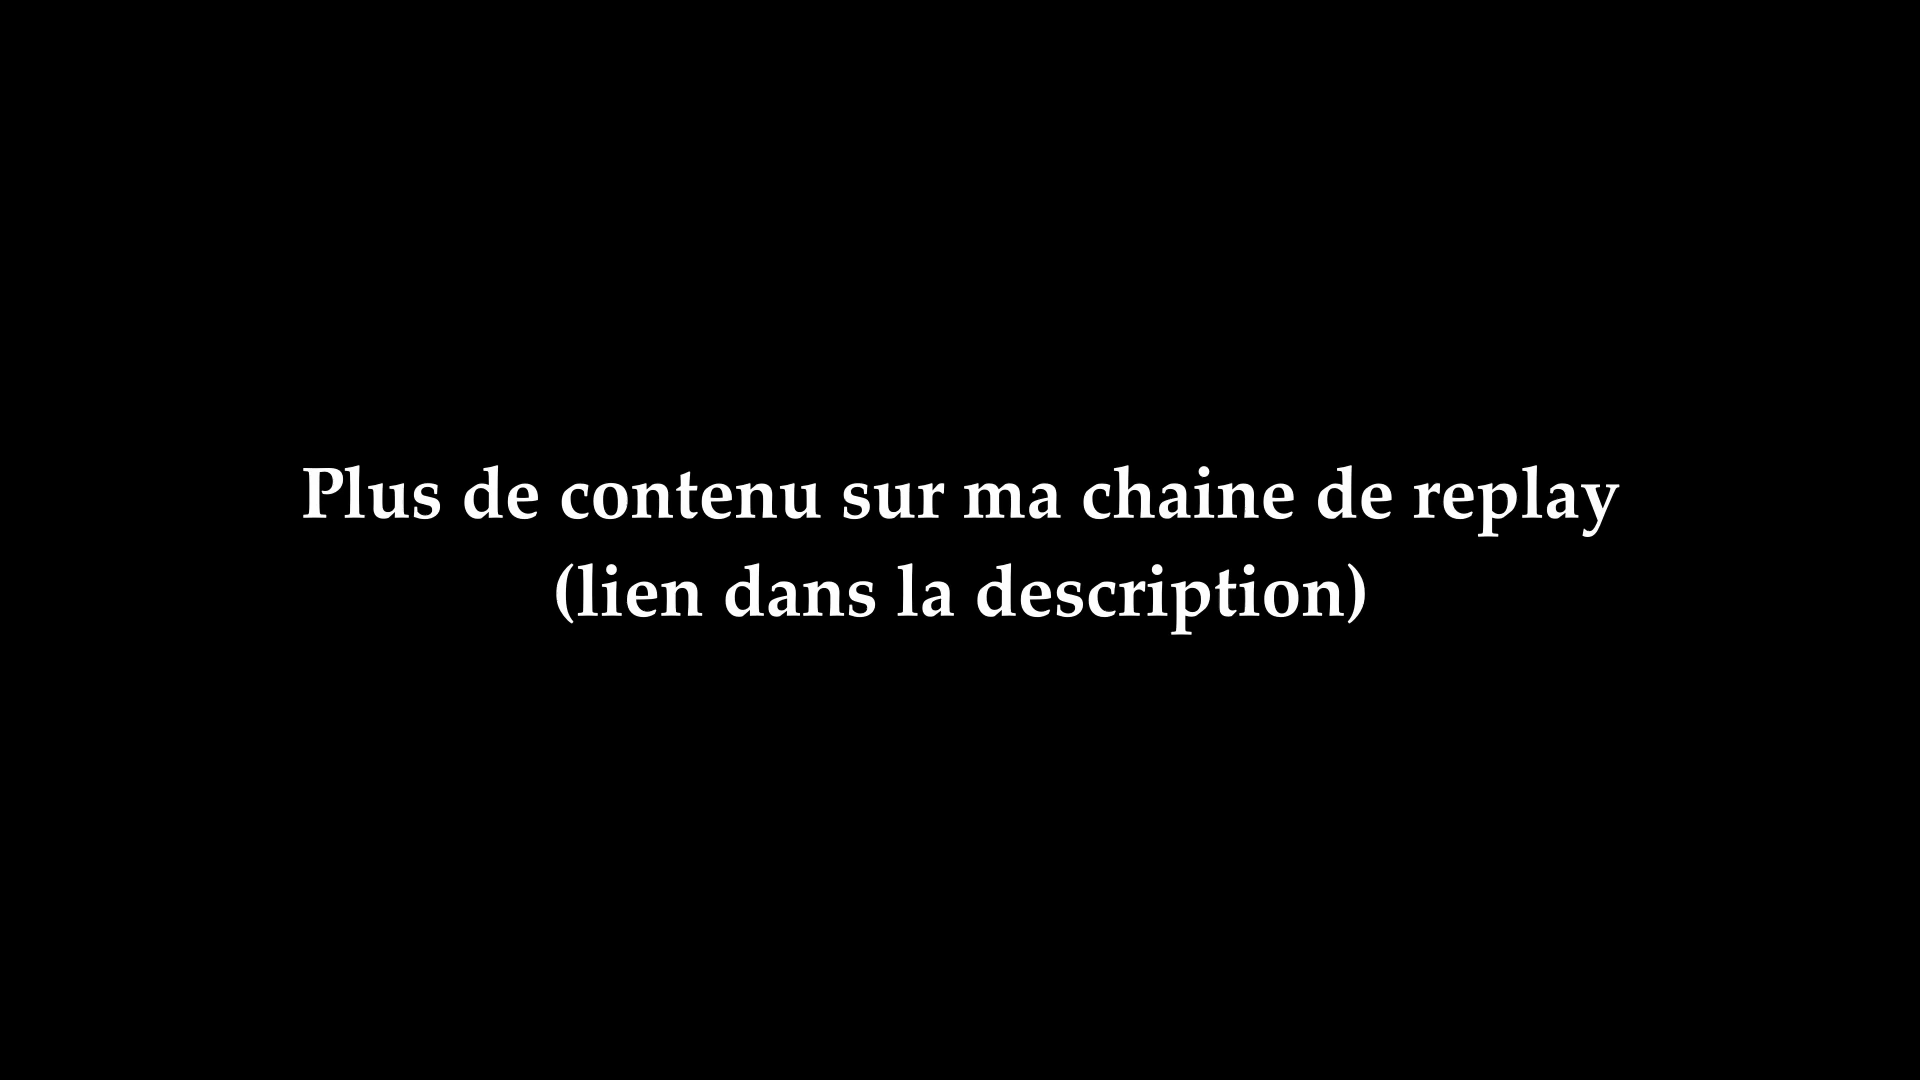 Plus de contenu sur ma chaine de replay
(lien dans la description)